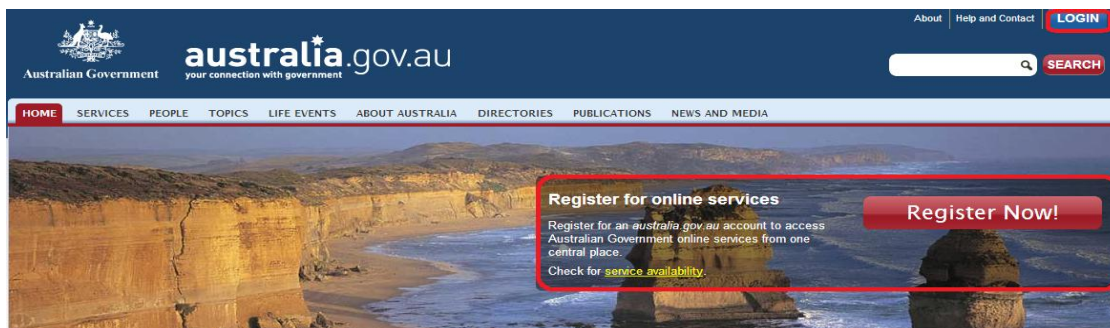 About Help and Contact LOGIN
Australian Government
australia.gov.au
your connection with government
SEARCH
HOME SERVICES PEOPLE TOPICS LIFE EVENTS ABOUT AUSTRALIA DIRECTORIES PUBLICATIONS NEWS AND MEDIA
Register for online services
Register Now!
Register for an australia.gov.au account to access
Australian Government online services from one
central place.
Check for service availability.